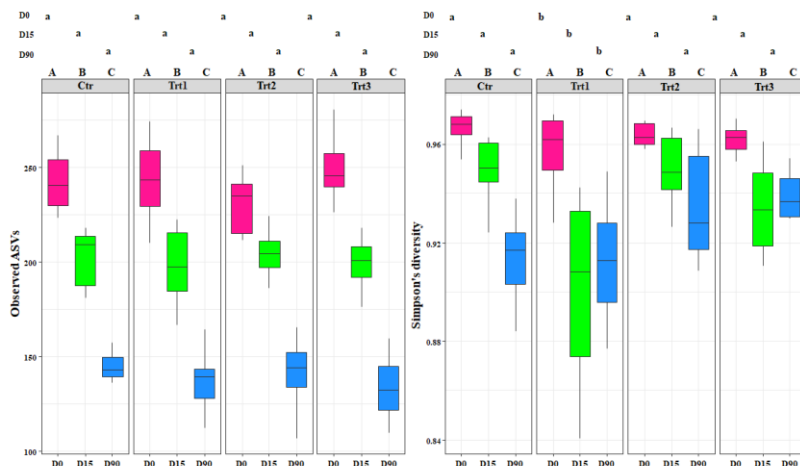 D0 a a a a
D15 a a a a
D90 a a a a
A B C A B C A B C A B C
Ctr Trt1 Trt2 Trt3
Observed ASVs
250
200
150
100
D0 D15 D90 D0 D15 D90 D0 D15 D90 D0 D15 D90
D0 a b a a
D15 a b a a
D90 a b a a
A B C A B C A B C A B C
Ctr Trt1 Trt2 Trt3
Simpson's diversity
0.96
0.92
0.88
0.84
D0 D15 D90 D0 D15 D90 D0 D15 D90 D0 D15 D90